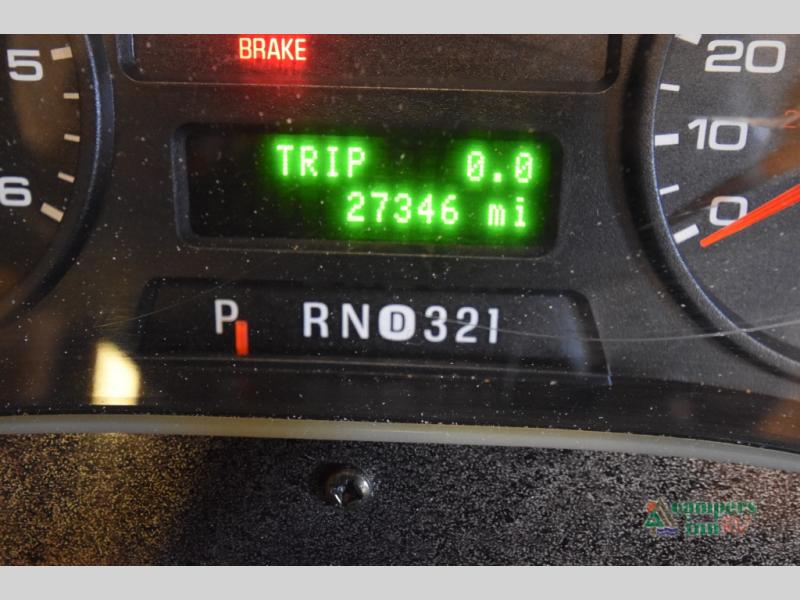 BRAKE
5
6
TRIP 0.0
27346 mi
20
10
0
P RND321
campers
inn RV